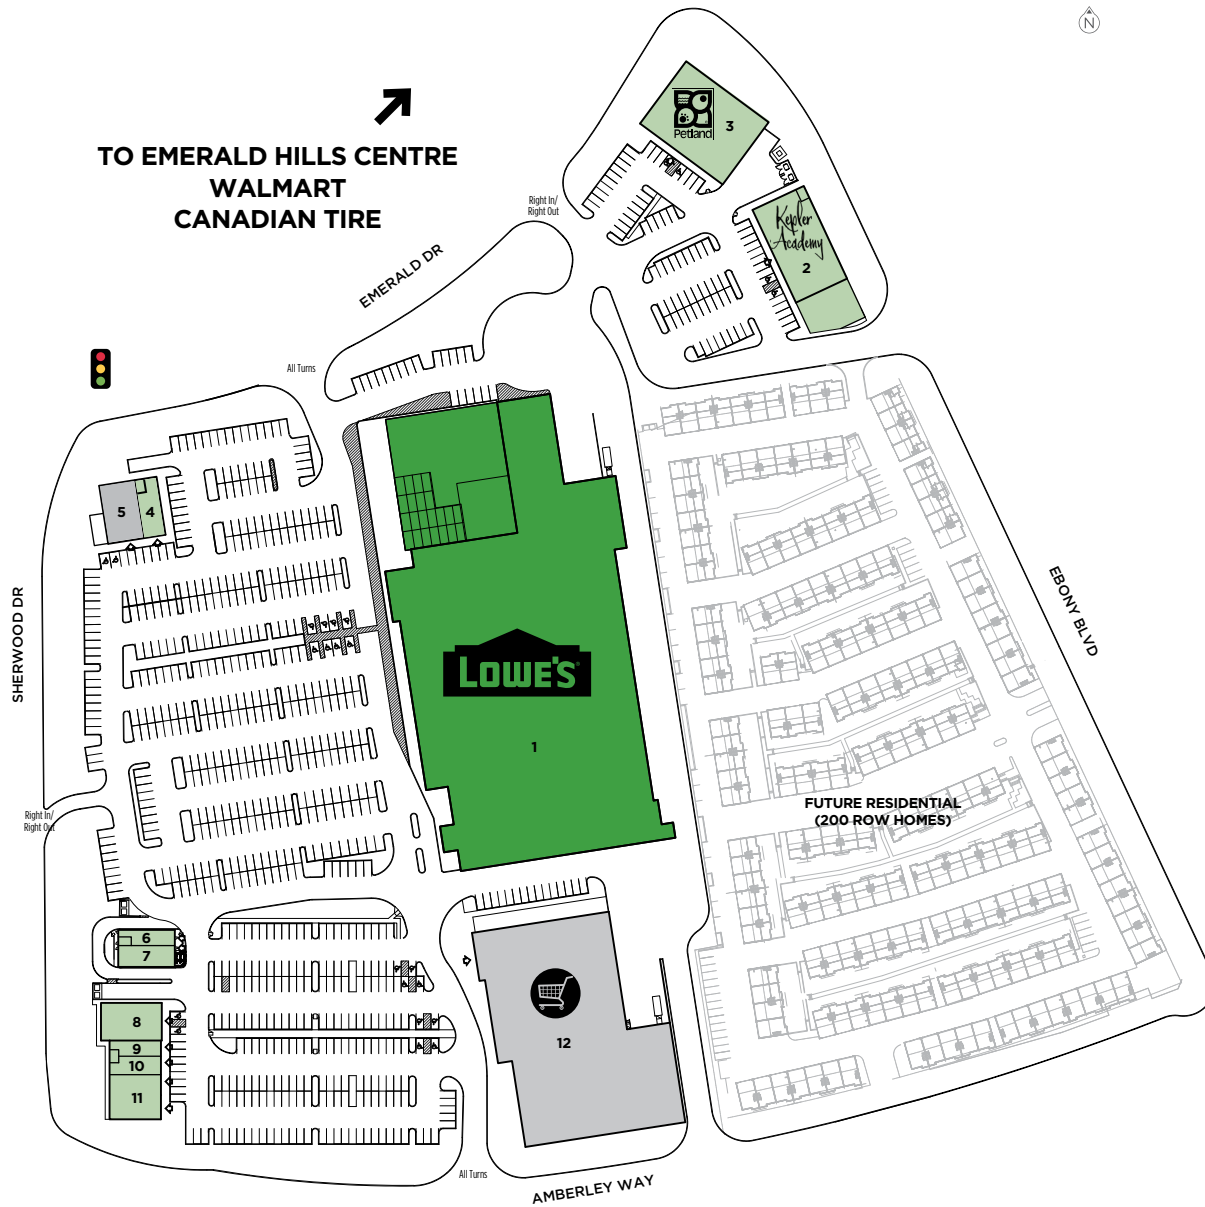 N
TO EMERALD HILLS CENTRE
WALMART
CANADIAN TIRE
Petland
3
Right In/
Right Out
Kepler
Academy
2
EMERALD DR
All Turns
5
4
SHERWOOD DR
EBONY BLVD
LOWE'S
1
FUTURE RESIDENTIAL
(200 ROW HOMES)
Right In/
Right Out
6
7
8
9
10
11
12
All Turns
AMBERLEY WAY